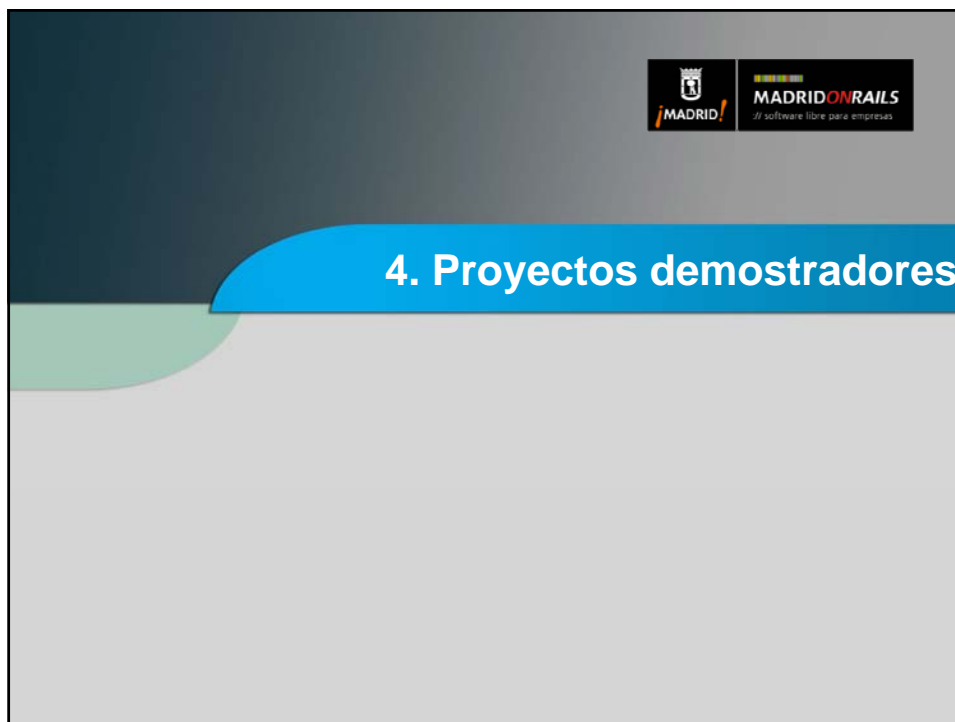 ¡MADRID!
MADRIDONRAILS
:// software libre para empresas
4. Proyectos demostradores